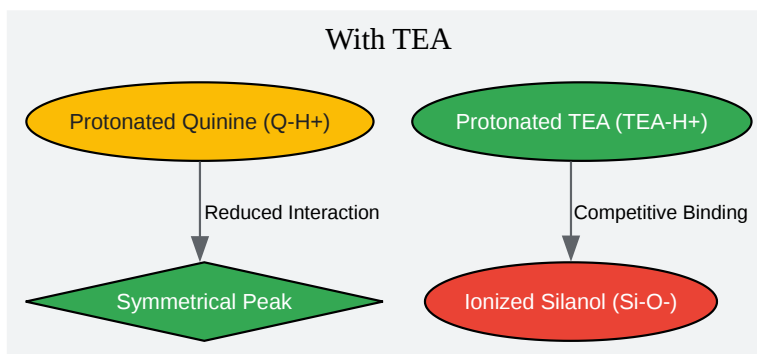 With TEA
Protonated Quinine (Q-H+)
Protonated TEA (TEA-H+)
Reduced Interaction
Competitive Binding
Symmetrical Peak
Ionized Silanol (Si-O-)